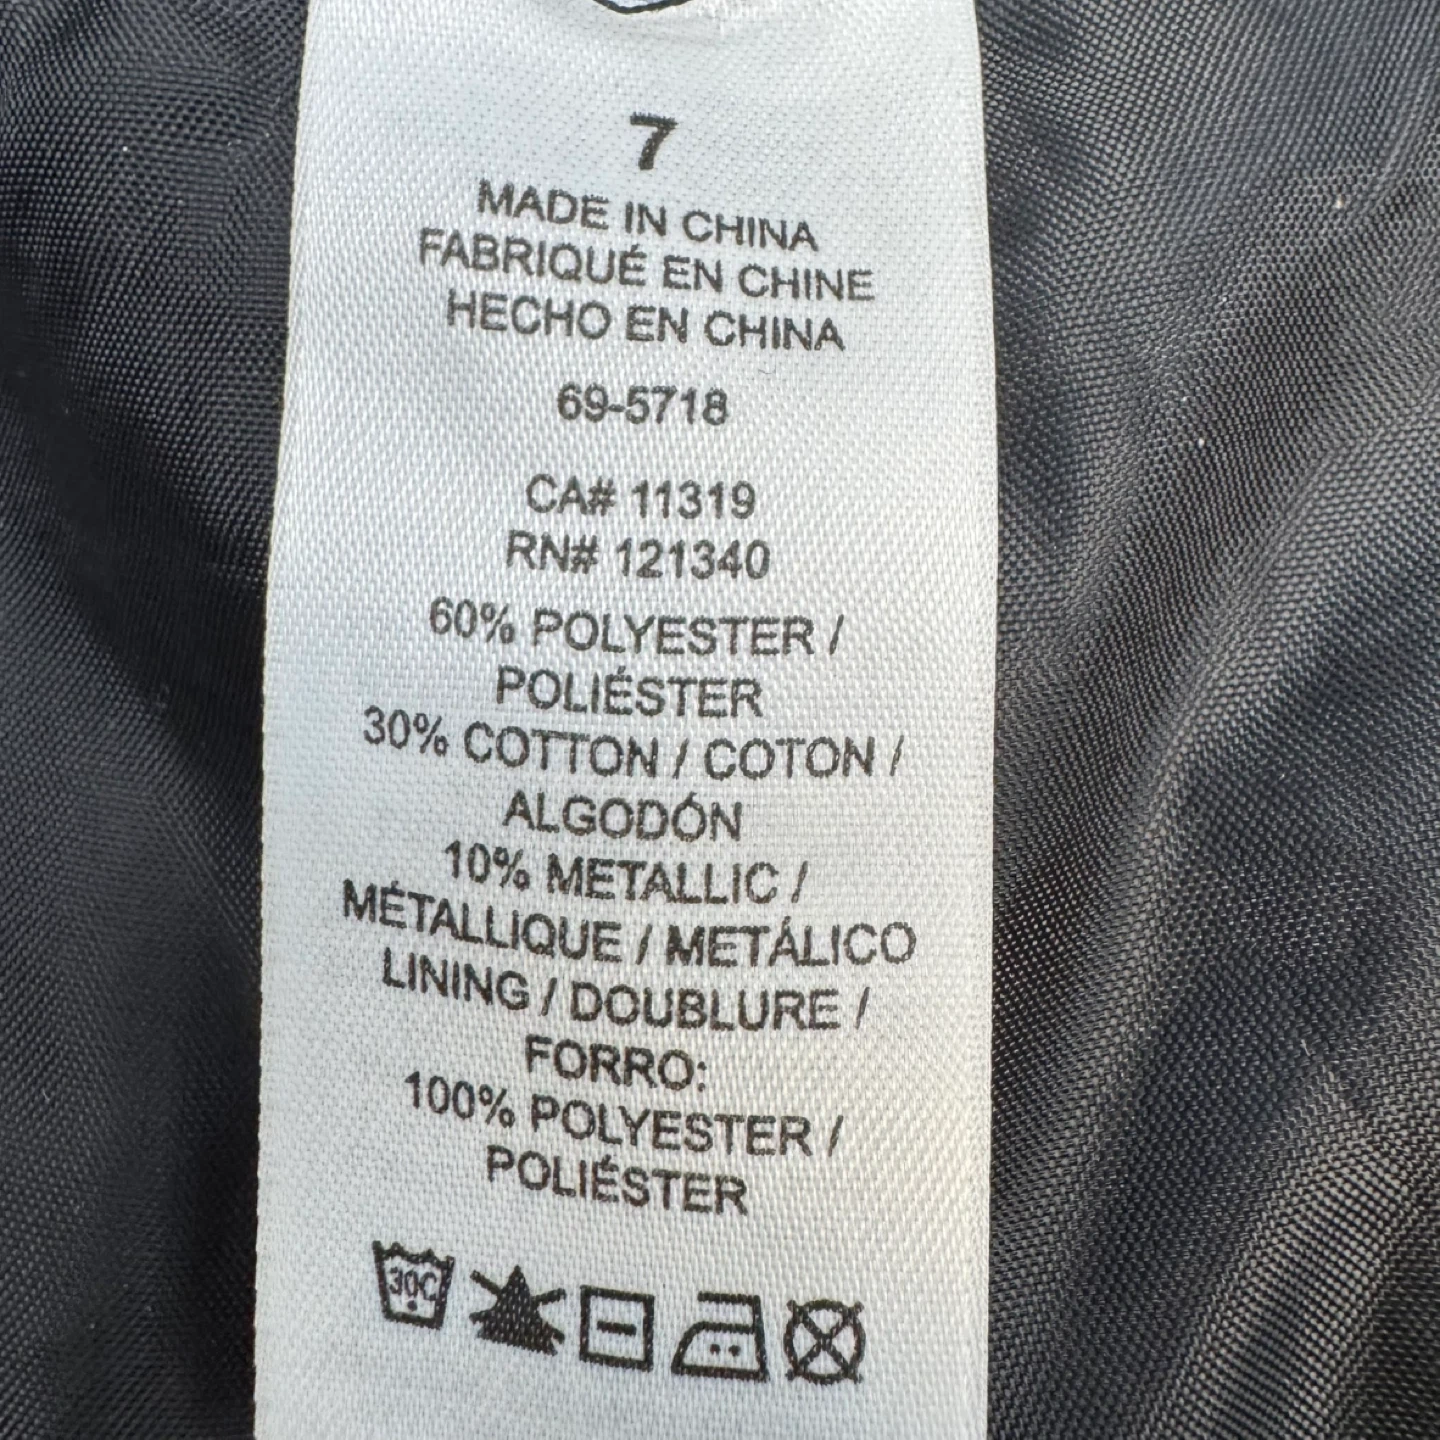 7
MADE IN CHINA
FABRIQUÉ EN CHINE
HECHO EN CHINA
69-5718
CA# 11319
RN# 121340
60% POLYESTER /
POLIÉSTER
30% COTTON / COTON /
ALGODÓN
10% METALLIC /
MÉTALLIQUE / METÁLICO
LINING / DOUBLURE /
FORRO:
100% POLYESTER /
POLIÉSTER
30C